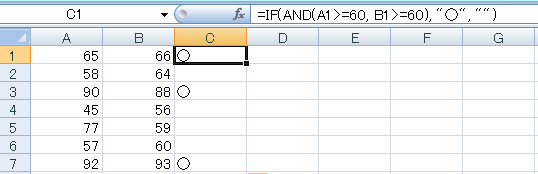 C1 fx =IF(AND(A1>=60, B1>=60),"○","")
A B C D E F G
1 65 66 ○
2 58 64
3 90 88 ○
4 45 56
5 77 59
6 57 60
7 92 93 ○